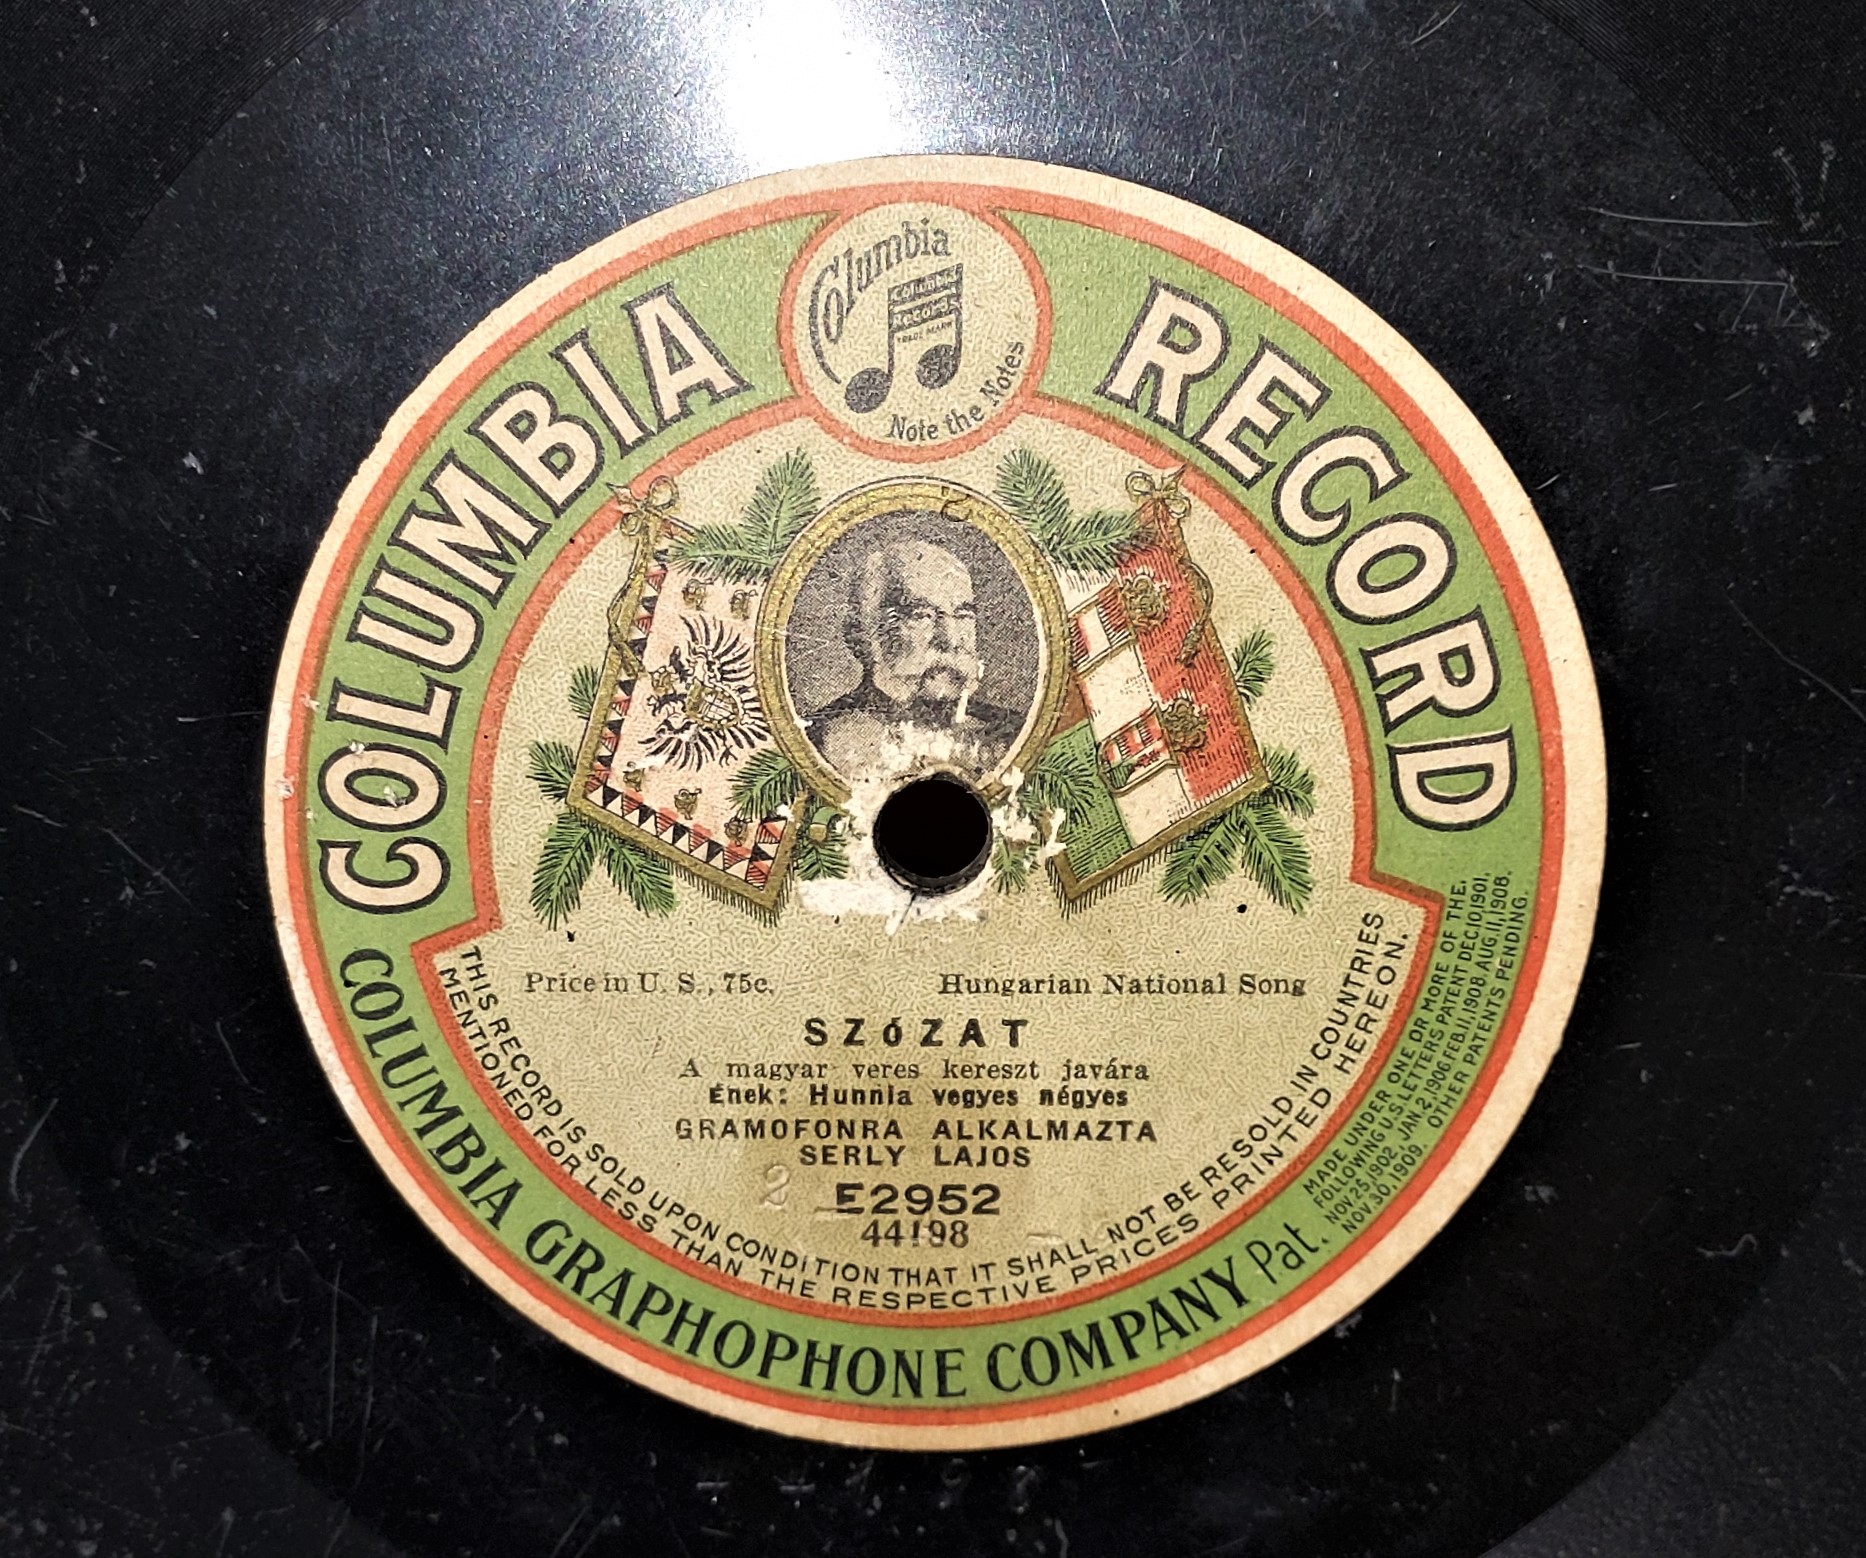 Columbia
Columbia
Records
TRADE MARK
Note the Notes
COLUMBIA RECORD
Price in U. S., 75c.
Hungarian National Song
SZóZAT
A magyar veres kereszt javára
Ének: Hunnia vegyes négyes
GRAMOFONRA ALKALMAZTA
SERLY LAJOS
2
E2952
44198
THIS RECORD IS SOLD UPON CONDITION THAT IT SHALL NOT BE RESOLD IN COUNTRIES
MENTIONED FOR LESS THAN THE RESPECTIVE PRICES PRINTED HEREON.
COLUMBIA GRAPHOPHONE COMPANY Pat.
MADE UNDER ONE OR MORE OF THE
FOLLOWING U.S. LETTERS PATENT DEC.10,1901,
NOV.25,1902, JAN.2,1906, FEB.11,1908, AUG.11,1908.
NOV.30,1909. OTHER PATENTS PENDING.